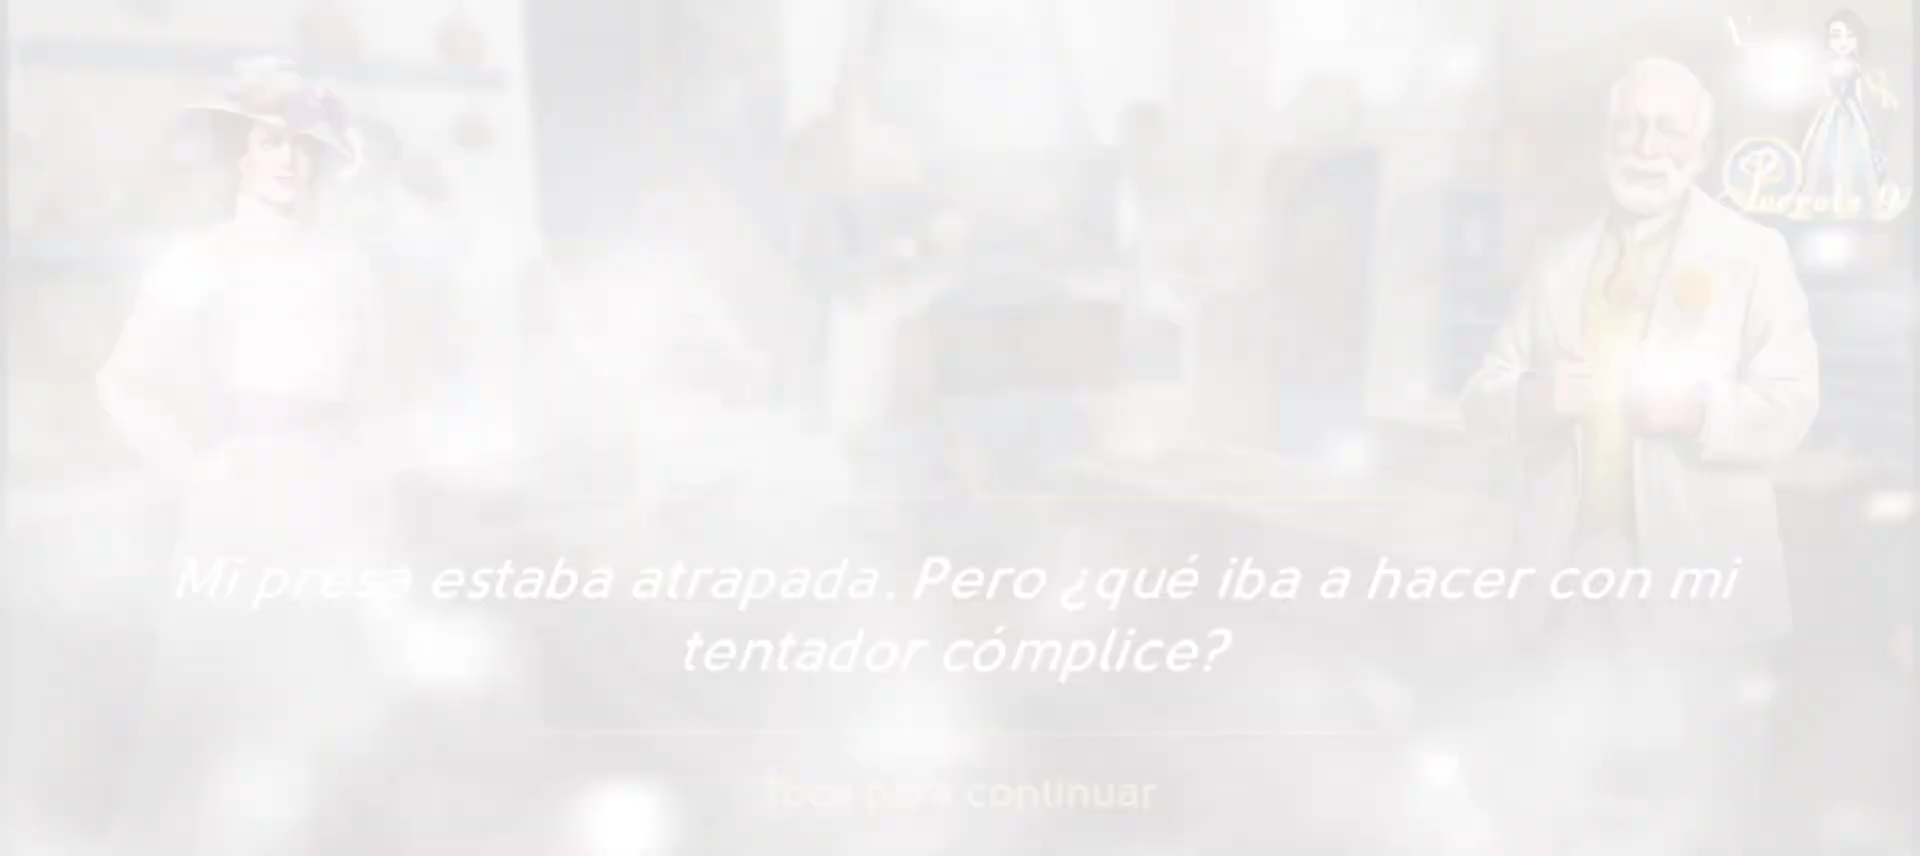 Mi presa estaba atrapada. Pero ¿qué iba a hacer con mi
tentador cómplice?
Toca para continuar